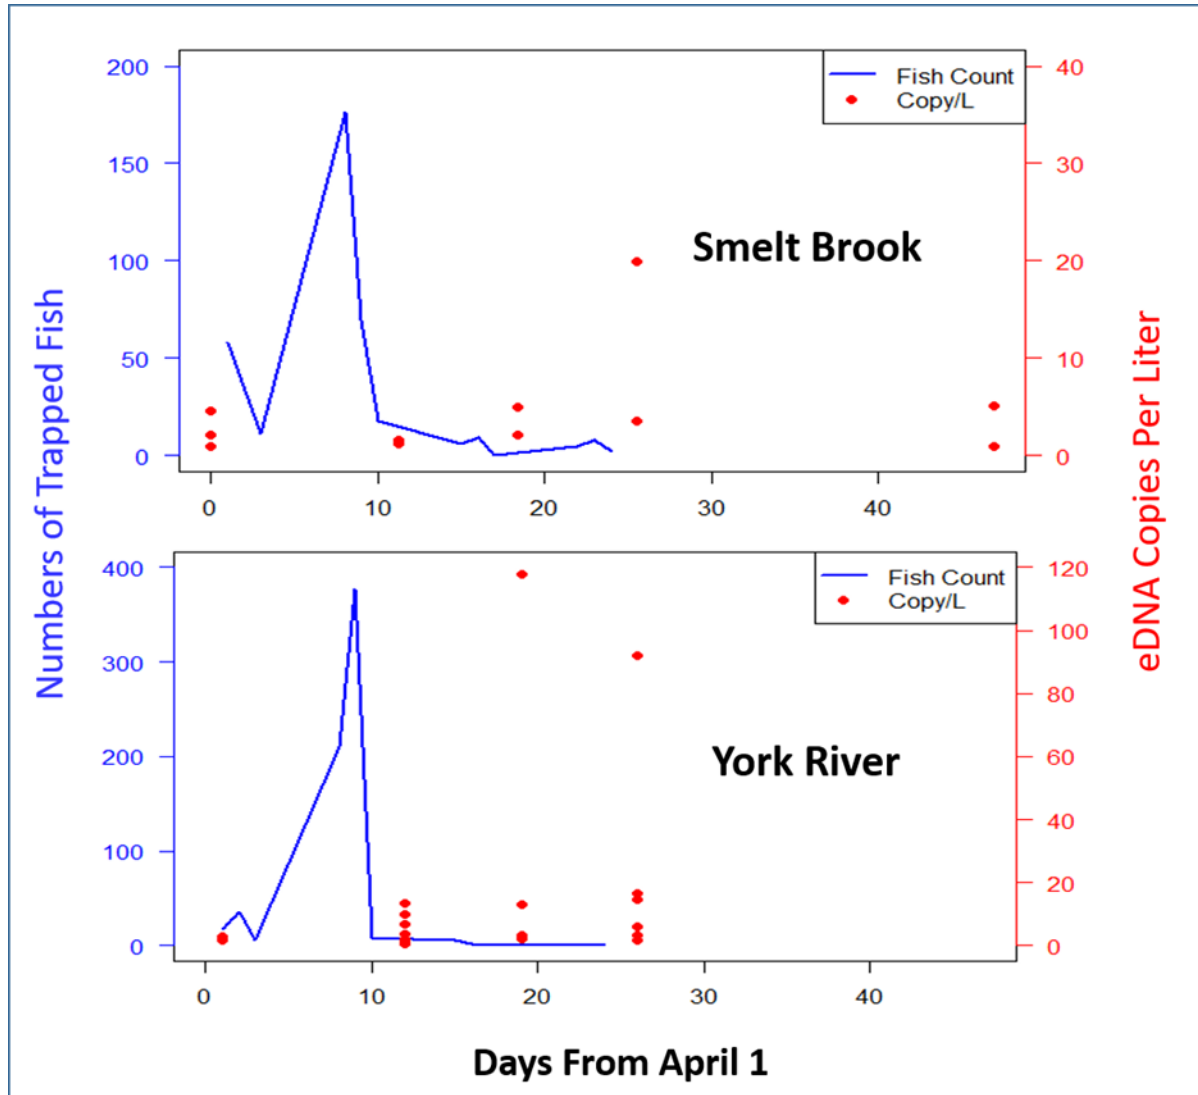 Numbers of Trapped Fish
eDNA Copies Per Liter
200
150
100
50
0
40
30
20
10
0
Fish Count
Copy/L
Smelt Brook
0 10 20 30 40
400
300
200
100
0
120
100
80
60
40
20
0
Fish Count
Copy/L
York River
0 10 20 30 40
Days From April 1